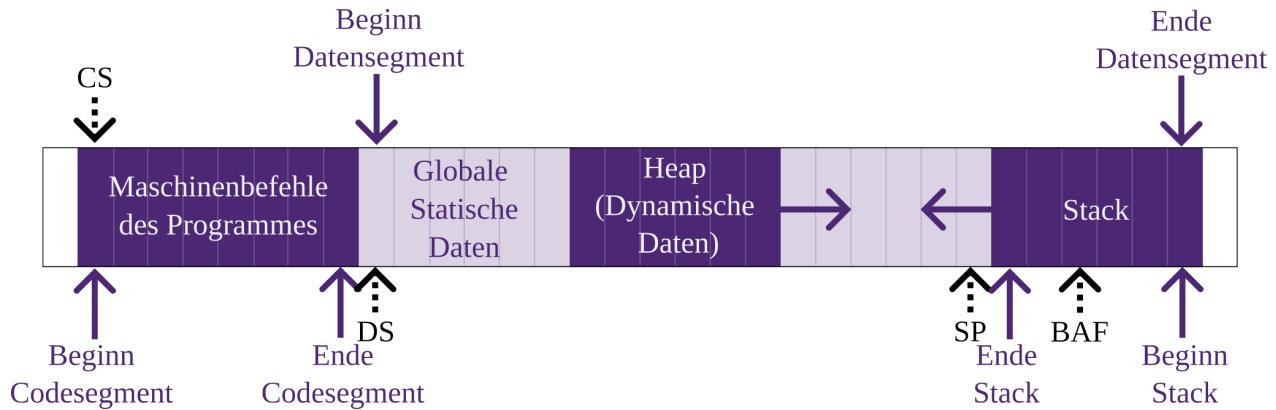 Beginn
Datensegment
Ende
Datensegment
CS
Maschinenbefehle
des Programmes
Globale
Statische
Daten
Heap
(Dynamische
Daten)
Stack
DS
SP
BAF
Beginn
Codesegment
Ende
Codesegment
Ende
Stack
Beginn
Stack